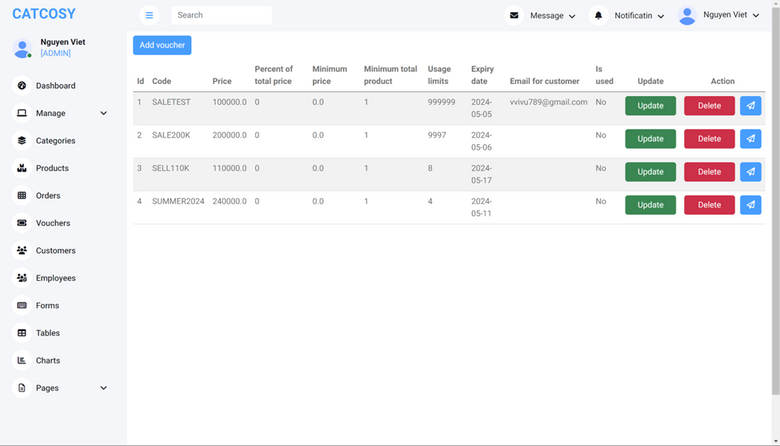 CATCOSY
Search
Message
Notificatin
Nguyen Viet
Nguyen Viet
[ADMIN]
Dashboard
Manage
Categories
Products
Orders
Vouchers
Customers
Employees
Forms
Tables
Charts
Pages
Add voucher
Id Code Price Percent of total price Minimum price Minimum total product Usage limits Expiry date Email for customer Is used Update Action
1 SALETEST 100000.0 0 0.0 1 999999 2024-05-05 vvivu789@gmail.com No Update Delete
2 SALE200K 200000.0 0 0.0 1 9997 2024-05-06 No Update Delete
3 SELL110K 110000.0 0 0.0 1 8 2024-05-17 No Update Delete
4 SUMMER2024 240000.0 0 0.0 1 4 2024-05-11 No Update Delete